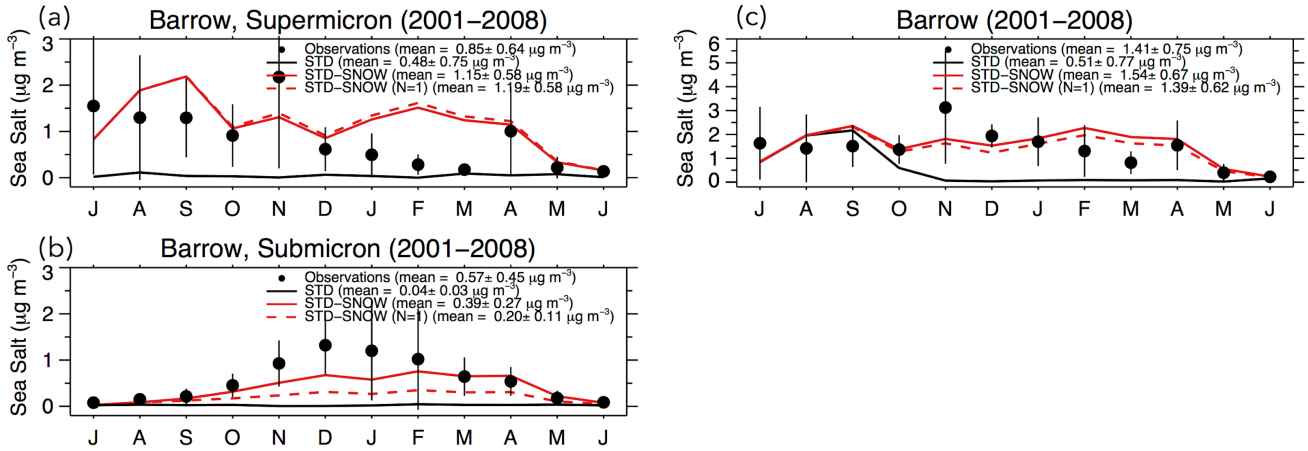 (a)
Barrow, Supermicron (2001–2008)
Observations (mean = 0.85± 0.64 μg m⁻³)
STD (mean = 0.48± 0.75 μg m⁻³)
STD–SNOW (mean = 1.15± 0.58 μg m⁻³)
STD–SNOW (N=1) (mean = 1.19± 0.58 μg m⁻³)
Sea Salt (μg m⁻³)
3
2
1
0
J A S O N D J F M A M J
(b)
Barrow, Submicron (2001–2008)
Observations (mean = 0.57± 0.45 μg m⁻³)
STD (mean = 0.04± 0.03 μg m⁻³)
STD–SNOW (mean = 0.39± 0.27 μg m⁻³)
STD–SNOW (N=1) (mean = 0.20± 0.11 μg m⁻³)
Sea Salt (μg m⁻³)
3
2
1
0
J A S O N D J F M A M J
(c)
Barrow (2001–2008)
Observations (mean = 1.41± 0.75 μg m⁻³)
STD (mean = 0.51± 0.77 μg m⁻³)
STD–SNOW (mean = 1.54± 0.67 μg m⁻³)
STD–SNOW (N=1) (mean = 1.39± 0.62 μg m⁻³)
Sea Salt (μg m⁻³)
6
5
4
3
2
1
0
J A S O N D J F M A M J